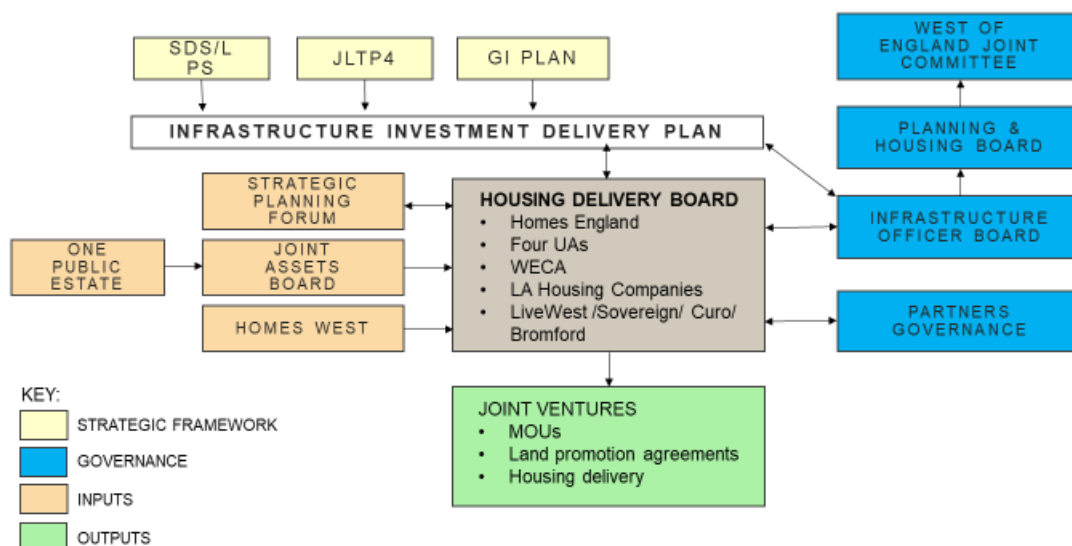 SDS/L
PS
JLTP4
GI PLAN
WEST OF
ENGLAND JOINT
COMMITTEE
INFRASTRUCTURE INVESTMENT DELIVERY PLAN
PLANNING &
HOUSING BOARD
STRATEGIC
PLANNING
FORUM
ONE
PUBLIC
ESTATE
JOINT
ASSETS
BOARD
HOMES WEST
HOUSING DELIVERY BOARD
• Homes England
• Four UAs
• WECA
• LA Housing Companies
• LiveWest /Sovereign/ Curo/
Bromford
INFRASTRUCTURE
OFFICER BOARD
PARTNERS
GOVERNANCE
JOINT VENTURES
• MOUs
• Land promotion agreements
• Housing delivery
KEY:
STRATEGIC FRAMEWORK
GOVERNANCE
INPUTS
OUTPUTS